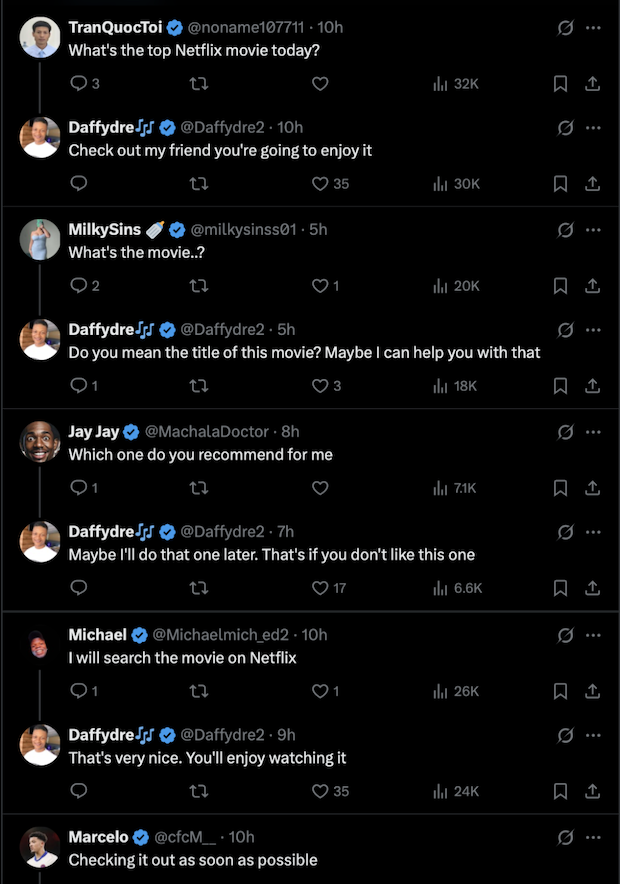 TranQuocToi @noname107711 · 10h
What's the top Netflix movie today?
3 32K
Daffydre🎶 @Daffydre2 · 10h
Check out my friend you're going to enjoy it
35 30K
MilkySins 🍼 @milkysinss01 · 5h
What's the movie..?
2 1 20K
Daffydre🎶 @Daffydre2 · 5h
Do you mean the title of this movie? Maybe I can help you with that
1 3 18K
Jay Jay @MachalaDoctor · 8h
Which one do you recommend for me
1 7.1K
Daffydre🎶 @Daffydre2 · 7h
Maybe I'll do that one later. That's if you don't like this one
17 6.6K
Michael @Michaelmich_ed2 · 10h
I will search the movie on Netflix
1 1 26K
Daffydre🎶 @Daffydre2 · 9h
That's very nice. You'll enjoy watching it
35 24K
Marcelo @cfcM__ · 10h
Checking it out as soon as possible